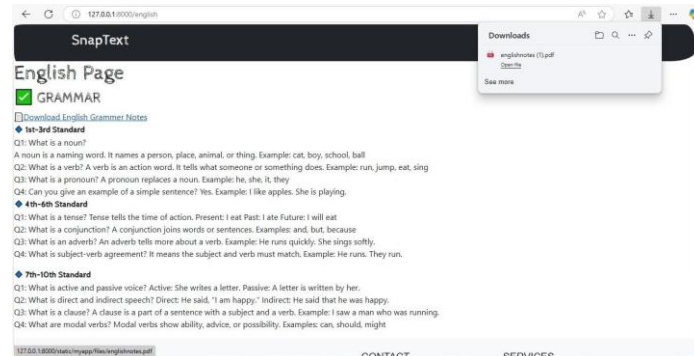 127.0.0.1:8000/english
SnapText
Downloads
englishnotes (1).pdf
Open file
See more
English Page
GRAMMAR
Download English Grammer Notes
1st-3rd Standard
Q1: What is a noun?
A noun is a naming word. It names a person, place, animal, or thing. Example: cat, boy, school, ball
Q2: What is a verb? A verb is an action word. It tells what someone or something does. Example: run, jump, eat, sing
Q3: What is a pronoun? A pronoun replaces a noun. Example: he, she, it, they
Q4: Can you give an example of a simple sentence? Yes. Example: I like apples. She is playing.
4th-6th Standard
Q1: What is a tense? Tense tells the time of action. Present: I eat Past: I ate Future: I will eat
Q2: What is a conjunction? A conjunction joins words or sentences. Examples: and, but, because
Q3: What is an adverb? An adverb tells more about a verb. Example: He runs quickly. She sings softly.
Q4: What is subject-verb agreement? It means the subject and verb must match. Example: He runs. They run.
7th-10th Standard
Q1: What is active and passive voice? Active: She writes a letter. Passive: A letter is written by her.
Q2: What is direct and indirect speech? Direct: He said, "I am happy." Indirect: He said that he was happy.
Q3: What is a clause? A clause is a part of a sentence with a subject and a verb. Example: I saw a man who was running.
Q4: What are modal verbs? Modal verbs show ability, advice, or possibility. Examples: can, should, might
127.0.0.1:8000/static/myapp/files/englishnotes.pdf
CONTACT
SERVICES